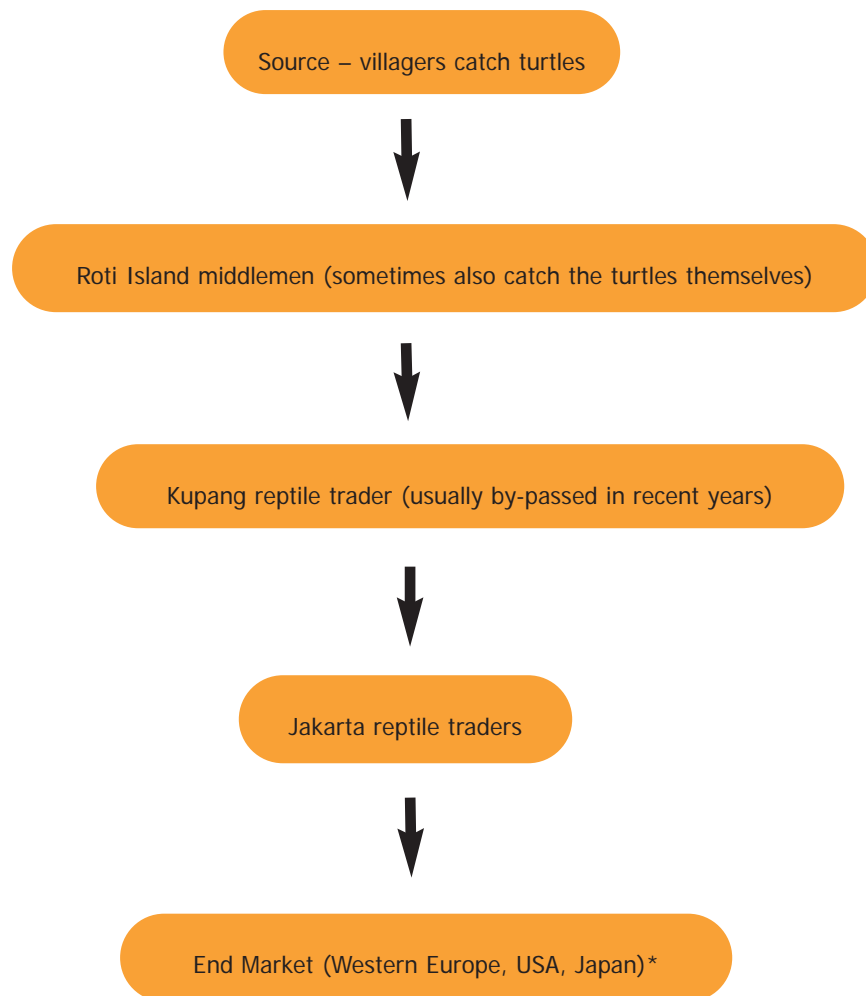 Source – villagers catch turtles
Roti Island middlemen (sometimes also catch the turtles themselves)
Kupang reptile trader (usually by-passed in recent years)
Jakarta reptile traders
End Market (Western Europe, USA, Japan)*